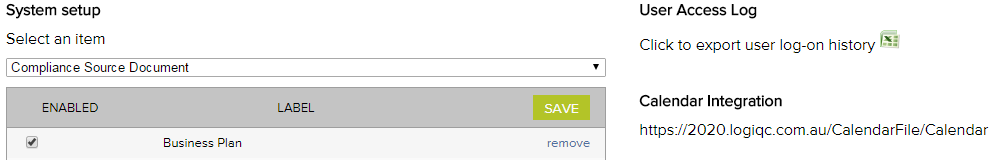 System setup
Select an item
Compliance Source Document
ENABLED LABEL SAVE
Business Plan remove
User Access Log
Click to export user log-on history
Calendar Integration
https://2020.logiqc.com.au/CalendarFile/Calendar